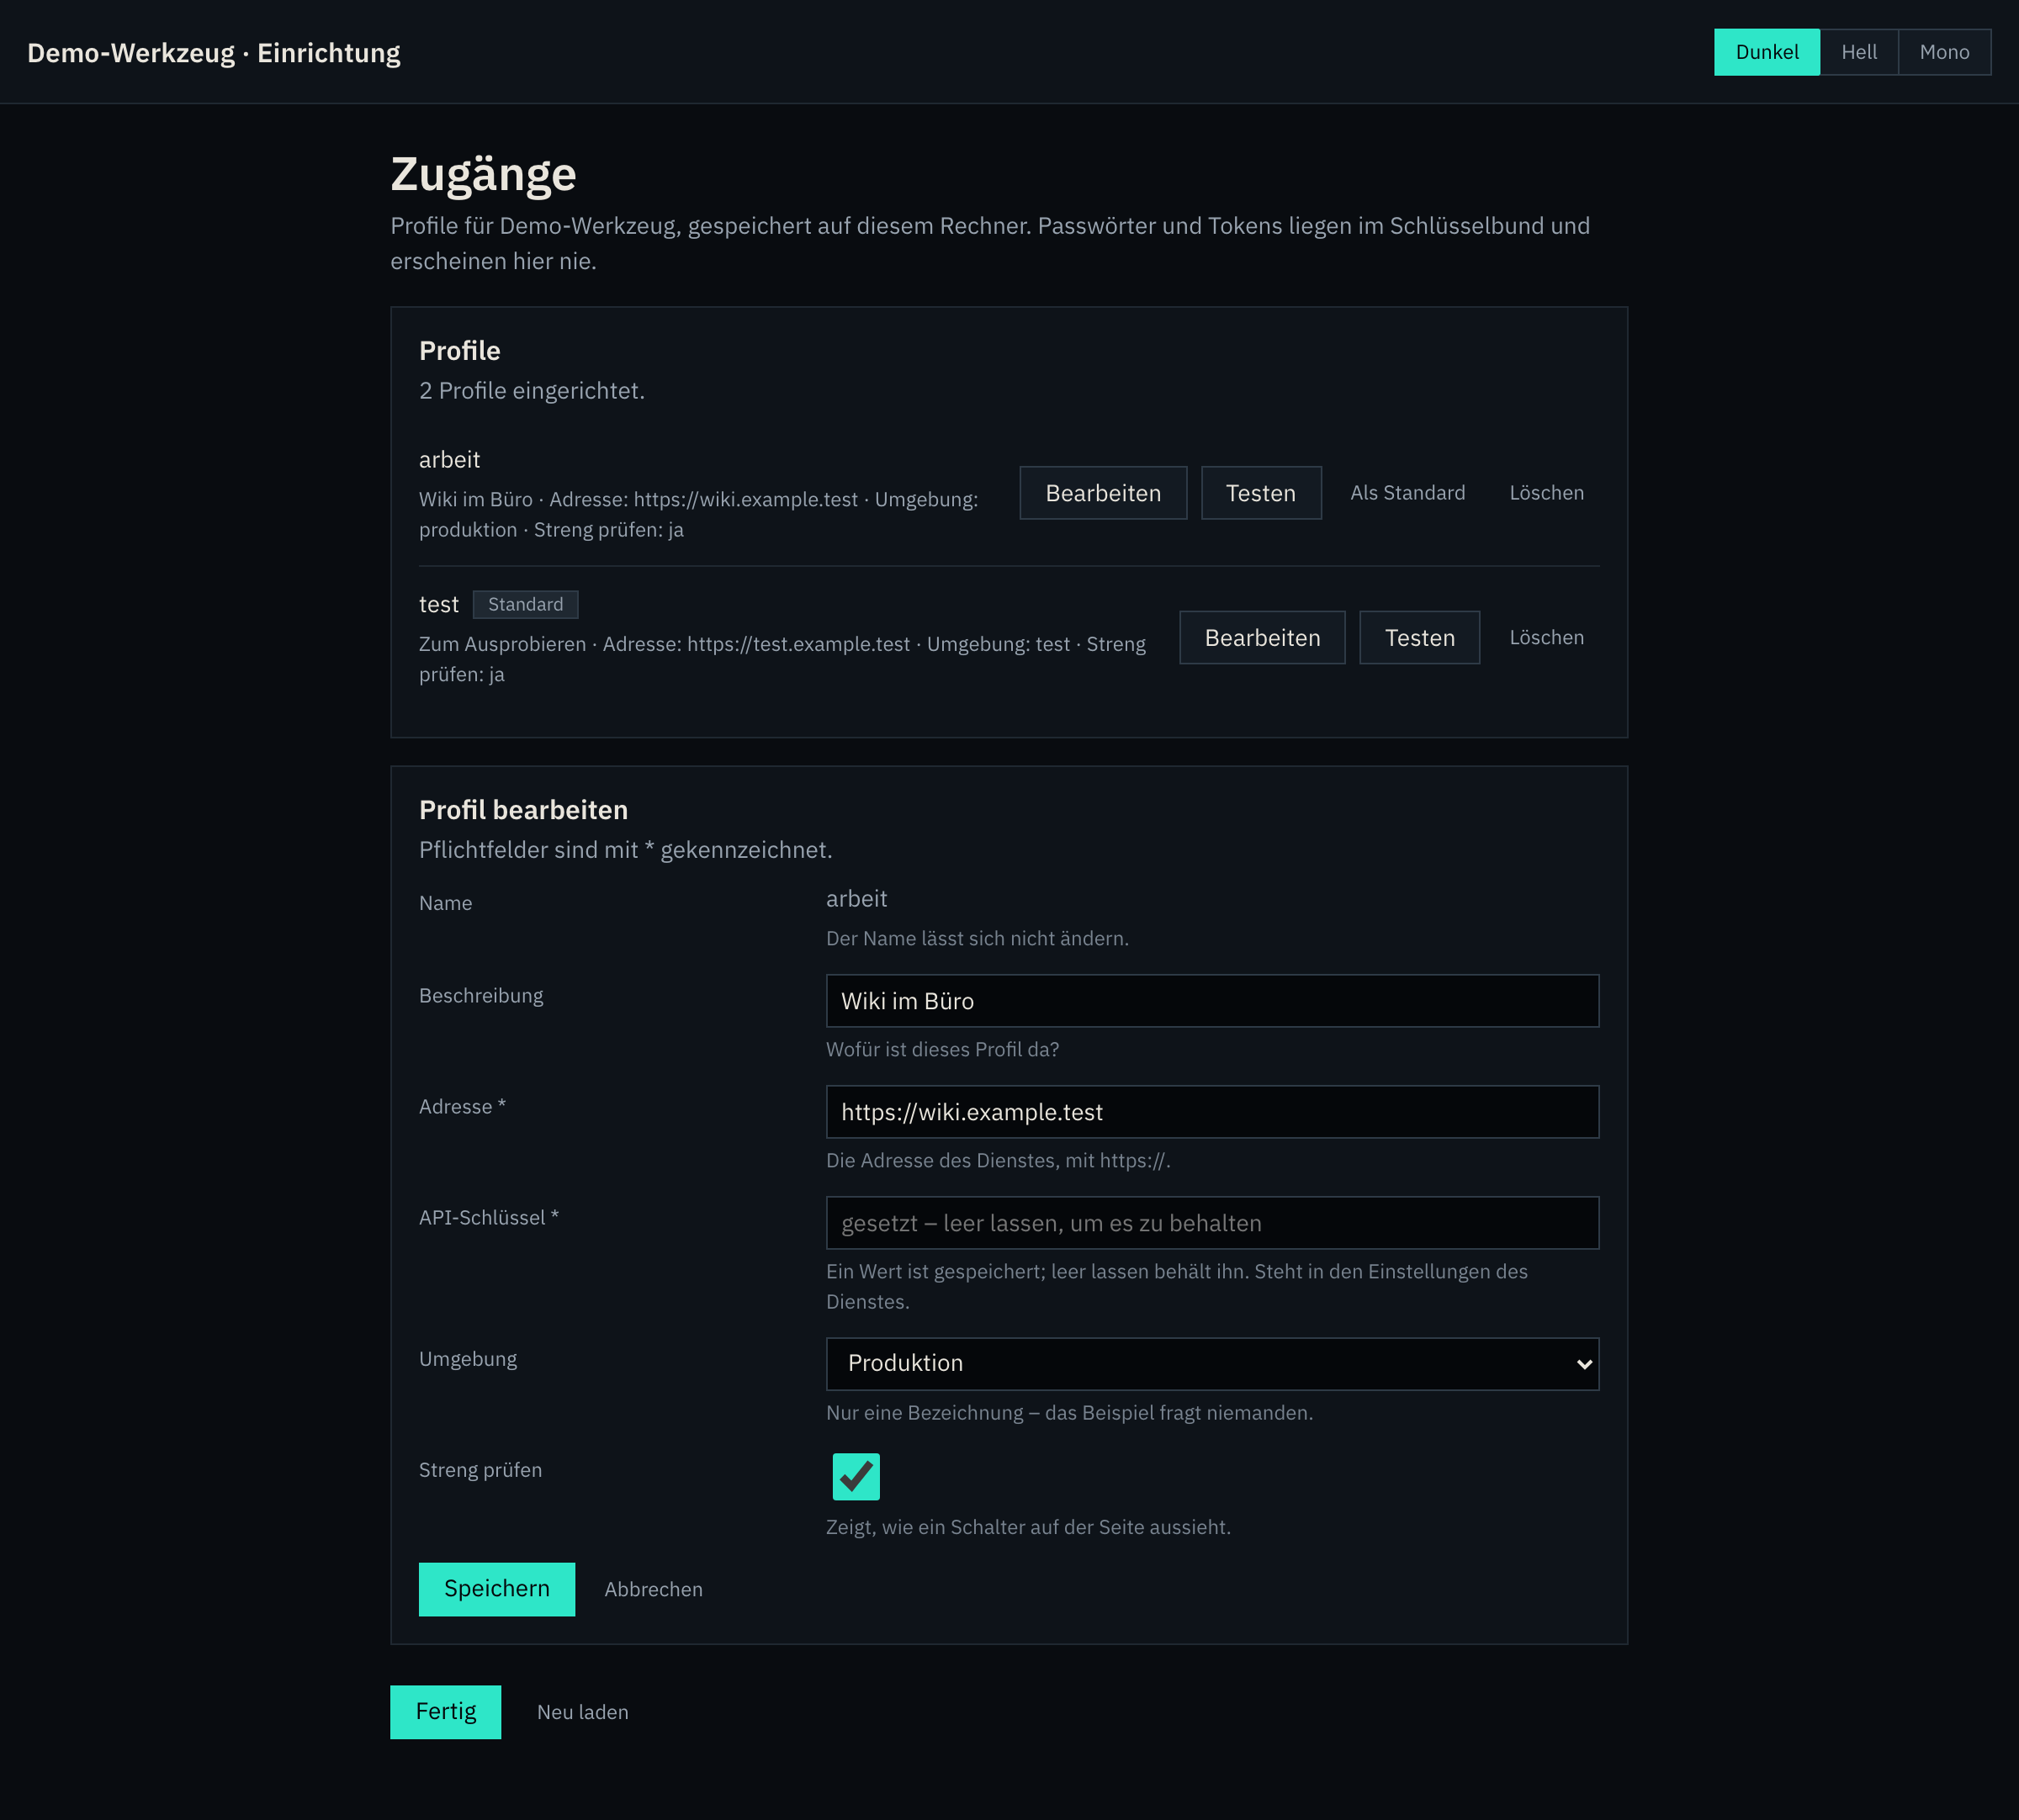 Demo-Werkzeug · Einrichtung
Dunkel Hell Mono
Zugänge
Profile für Demo-Werkzeug, gespeichert auf diesem Rechner. Passwörter und Tokens liegen im Schlüsselbund und
erscheinen hier nie.
Profile
2 Profile eingerichtet.
arbeit
Wiki im Büro · Adresse: https://wiki.example.test · Umgebung:
produktion · Streng prüfen: ja
Bearbeiten Testen Als Standard Löschen
test Standard
Zum Ausprobieren · Adresse: https://test.example.test · Umgebung: test · Streng
prüfen: ja
Bearbeiten Testen Löschen
Profil bearbeiten
Pflichtfelder sind mit * gekennzeichnet.
Name
arbeit
Der Name lässt sich nicht ändern.
Beschreibung
Wiki im Büro
Wofür ist dieses Profil da?
Adresse *
https://wiki.example.test
Die Adresse des Dienstes, mit https://.
API-Schlüssel *
gesetzt – leer lassen, um es zu behalten
Ein Wert ist gespeichert; leer lassen behält ihn. Steht in den Einstellungen des
Dienstes.
Umgebung
Produktion
Nur eine Bezeichnung – das Beispiel fragt niemanden.
Streng prüfen
Zeigt, wie ein Schalter auf der Seite aussieht.
Speichern Abbrechen
Fertig Neu laden